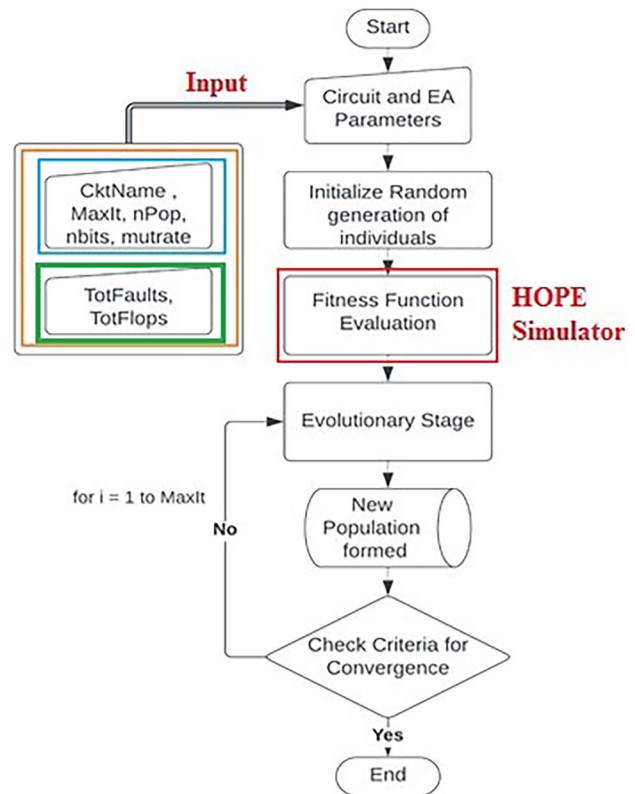 Start
Input
Circuit and EA
Parameters
CktName ,
MaxIt, nPop,
nbits, mutrate
TotFaults,
TotFlops
Initialize Random
generation of
individuals
Fitness Function
Evaluation
HOPE
Simulator
Evolutionary Stage
for i = 1 to MaxIt
No
New
Population
formed
Check Criteria for
Convergence
Yes
End